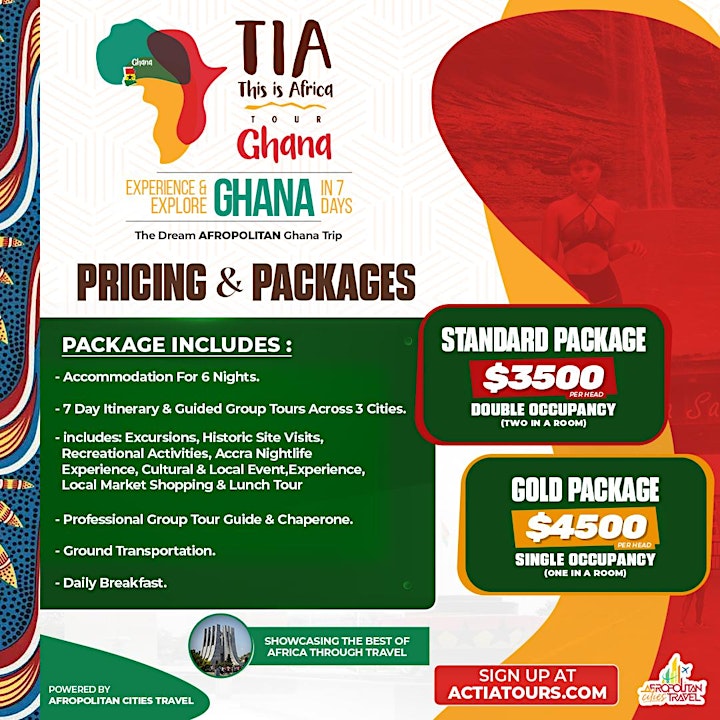 Ghana
TIA
This is Africa
TOUR
Ghana
EXPERIENCE &
EXPLORE
GHANA
IN 7
DAYS
The Dream AFROPOLITAN Ghana Trip
PRICING & PACKAGES
PACKAGE INCLUDES :
- Accommodation For 6 Nights.
- 7 Day Itinerary & Guided Group Tours Across 3 Cities.
- includes: Excursions, Historic Site Visits,
Recreational Activities, Accra Nightlife
Experience, Cultural & Local Event,Experience,
Local Market Shopping & Lunch Tour
- Professional Group Tour Guide & Chaperone.
- Ground Transportation.
- Daily Breakfast.
STANDARD PACKAGE
$3500
PER HEAD
DOUBLE OCCUPANCY
(TWO IN A ROOM)
GOLD PACKAGE
$4500
PER HEAD
SINGLE OCCUPANCY
(ONE IN A ROOM)
SHOWCASING THE BEST OF
AFRICA THROUGH TRAVEL
POWERED BY
AFROPOLITAN CITIES TRAVEL
SIGN UP AT
ACTIATOURS.COM
AFROPOLITAN
cities TRAVEL